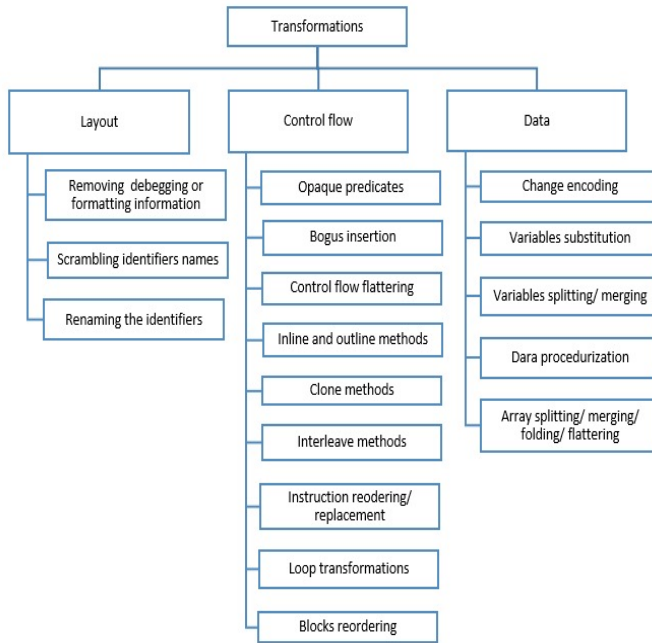 Transformations
Layout
Control flow
Data
Removing debegging or
formatting information
Scrambling identifiers names
Renaming the identifiers
Opaque predicates
Bogus insertion
Control flow flattering
Inline and outline methods
Clone methods
Interleave methods
Instruction reodering/
replacement
Loop transformations
Blocks reordering
Change encoding
Variables substitution
Variables splitting/ merging
Dara procedurization
Array splitting/ merging/
folding/ flattering